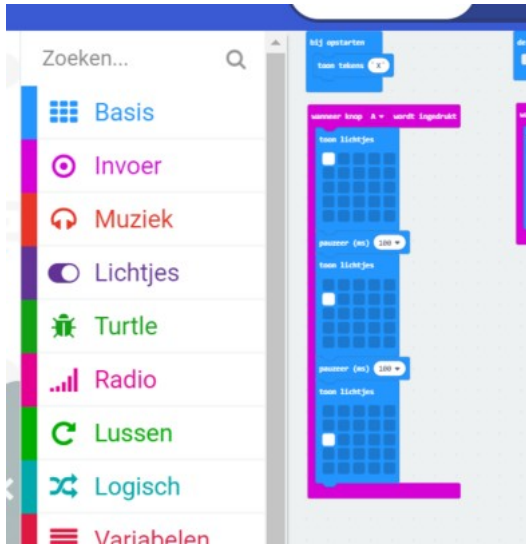 Zoeken...
Basis
Invoer
Muziek
Lichtjes
Turtle
Radio
Lussen
Logisch
Variabelen
bij opstarten
toon tekens "X"
wanneer knop A wordt ingedrukt
toon lichtjes
pauzeer (ms) 100
toon lichtjes
pauzeer (ms) 100
toon lichtjes